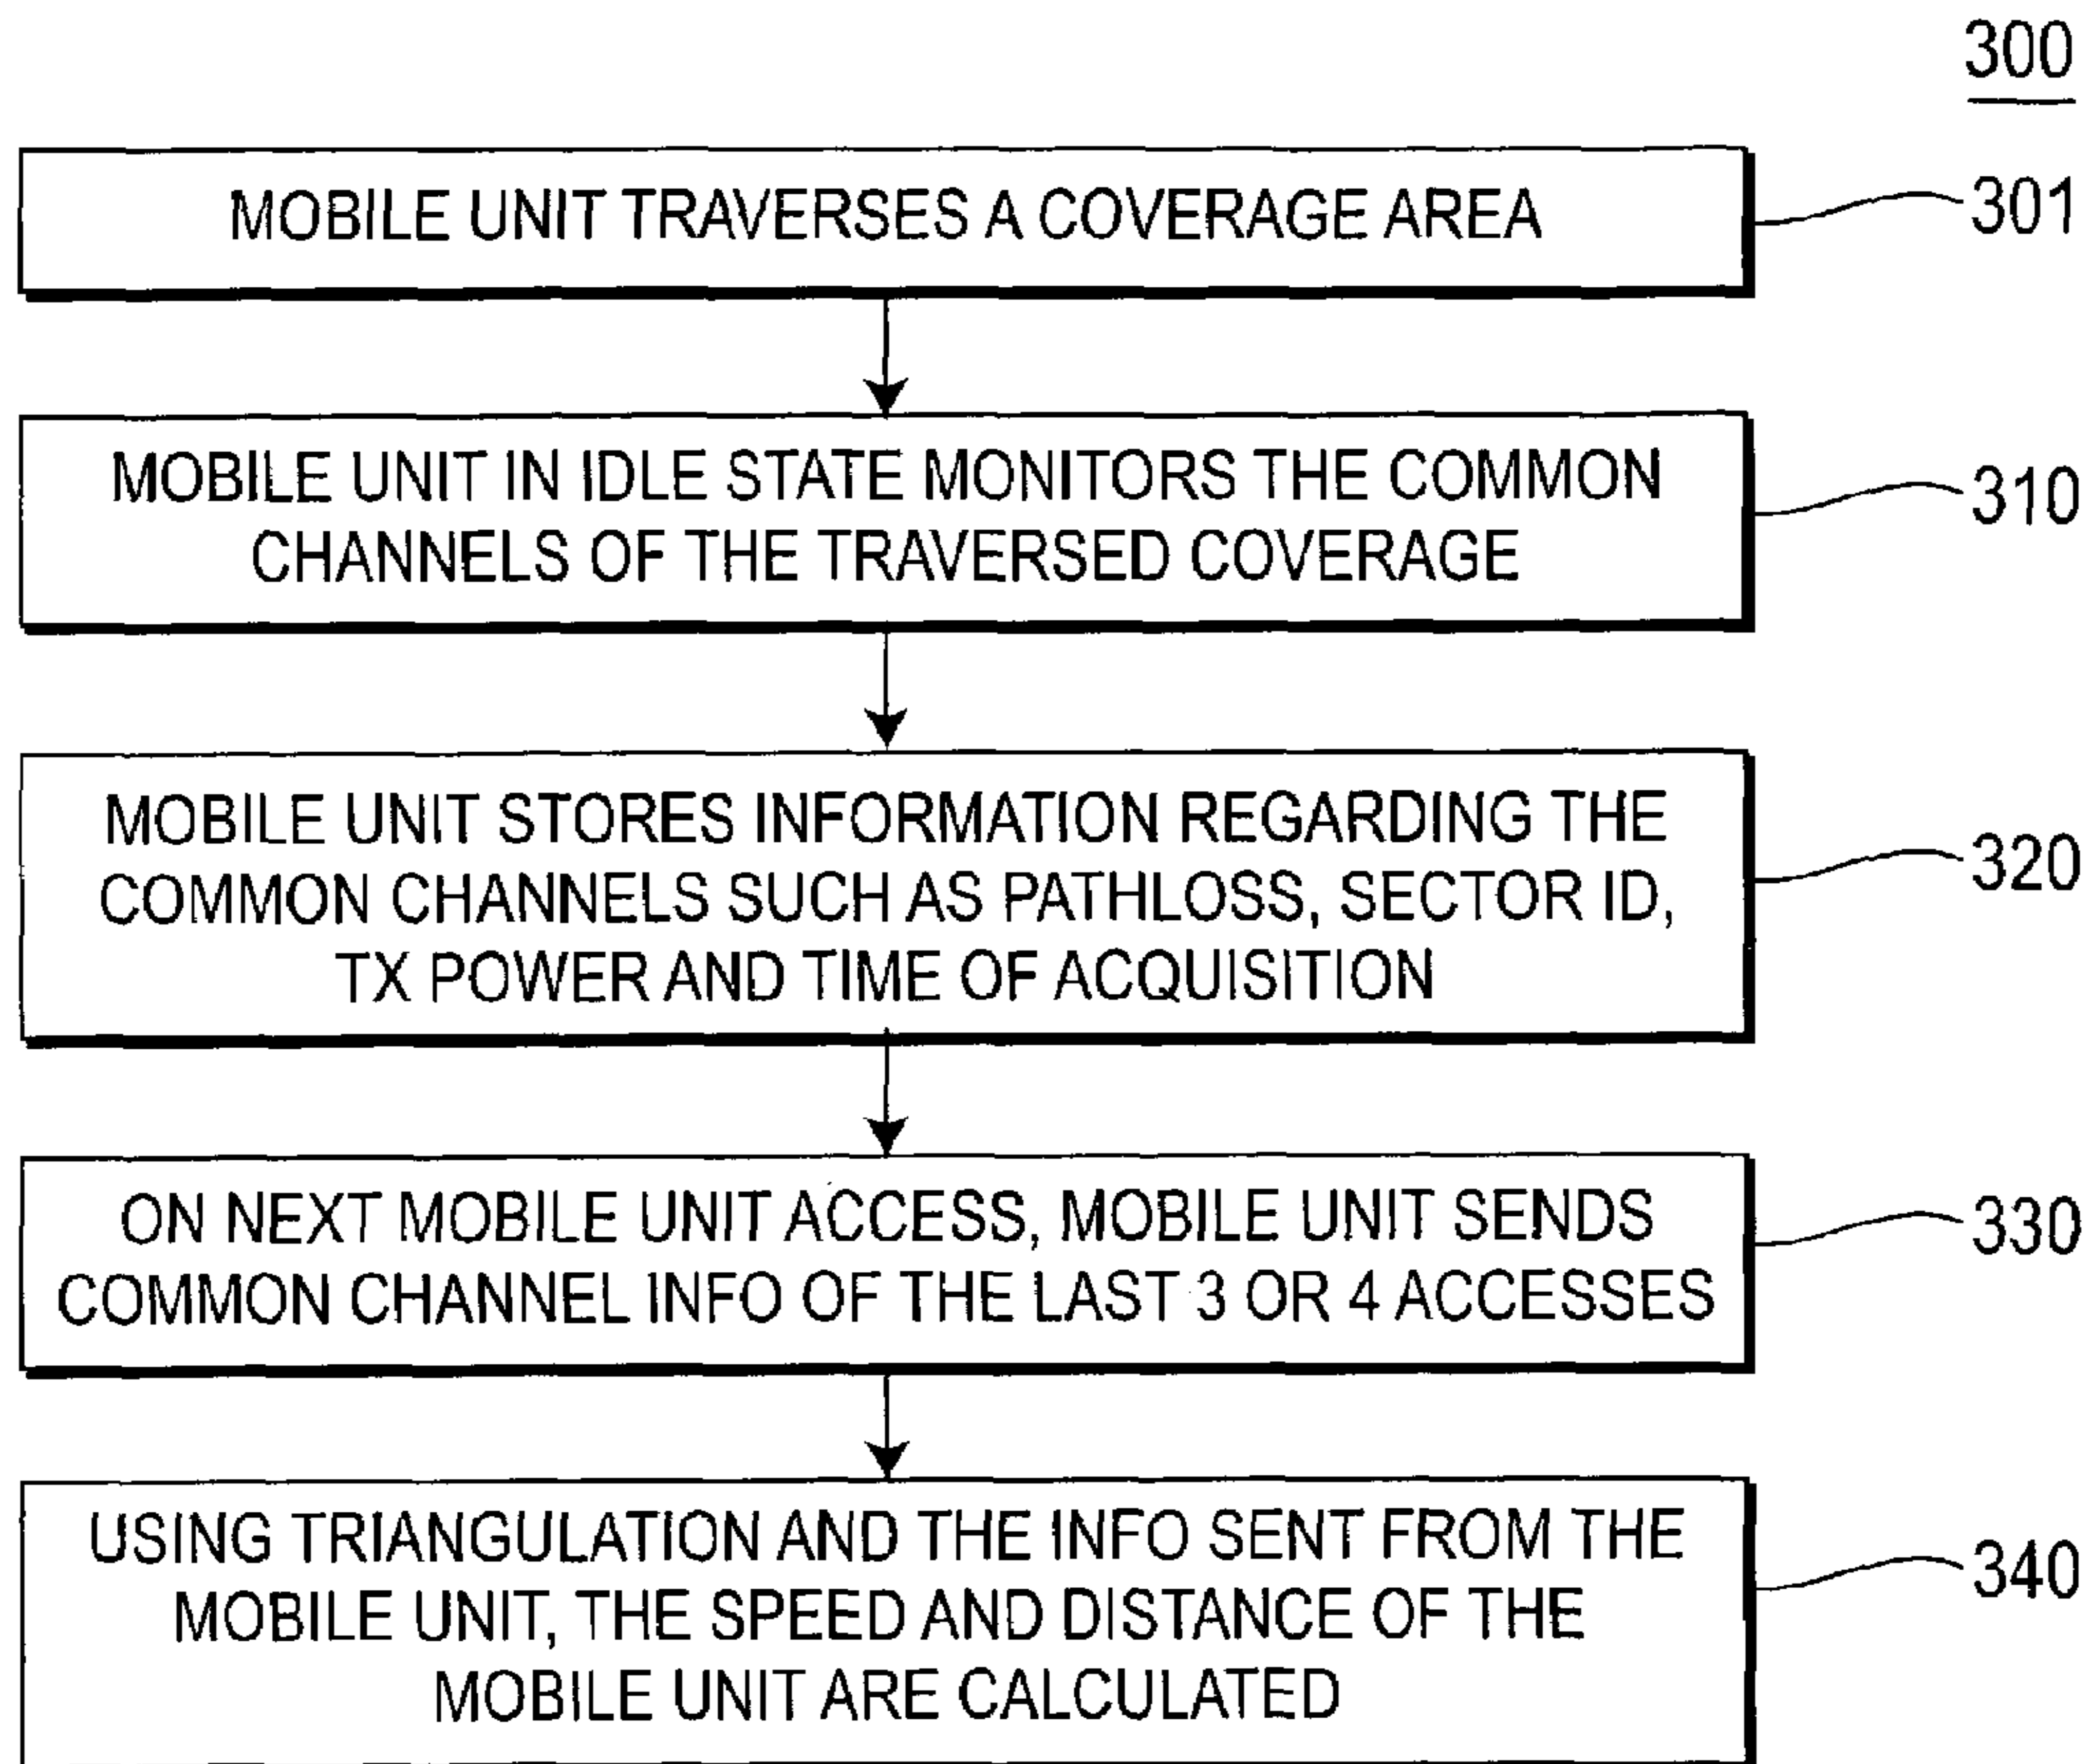 300
MOBILE UNIT TRAVERSES A COVERAGE AREA
301
MOBILE UNIT IN IDLE STATE MONITORS THE COMMON
CHANNELS OF THE TRAVERSED COVERAGE
310
MOBILE UNIT STORES INFORMATION REGARDING THE
COMMON CHANNELS SUCH AS PATHLOSS, SECTOR ID,
TX POWER AND TIME OF ACQUISITION
320
ON NEXT MOBILE UNIT ACCESS, MOBILE UNIT SENDS
COMMON CHANNEL INFO OF THE LAST 3 OR 4 ACCESSES
330
USING TRIANGULATION AND THE INFO SENT FROM THE
MOBILE UNIT, THE SPEED AND DISTANCE OF THE
MOBILE UNIT ARE CALCULATED
340